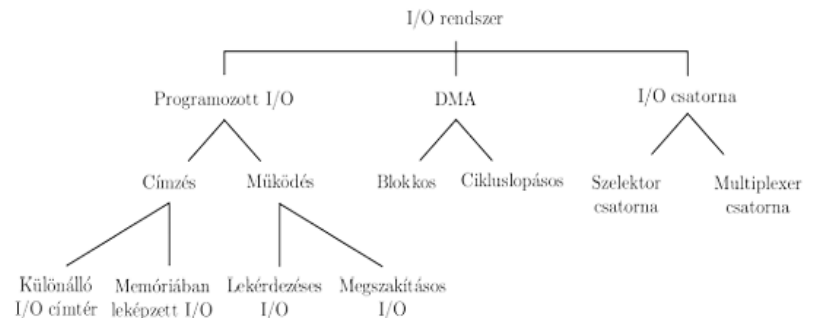 I/O rendszer
Programozott I/O
DMA
I/O csatorna
Címzés
Működés
Blokkos
Cikluslopásos
Szelektor
csatorna
Multiplexer
csatorna
Különálló
I/O címtér
Memóriában
leképzett I/O
Lekérdezéses
I/O
Megszakításos
I/O